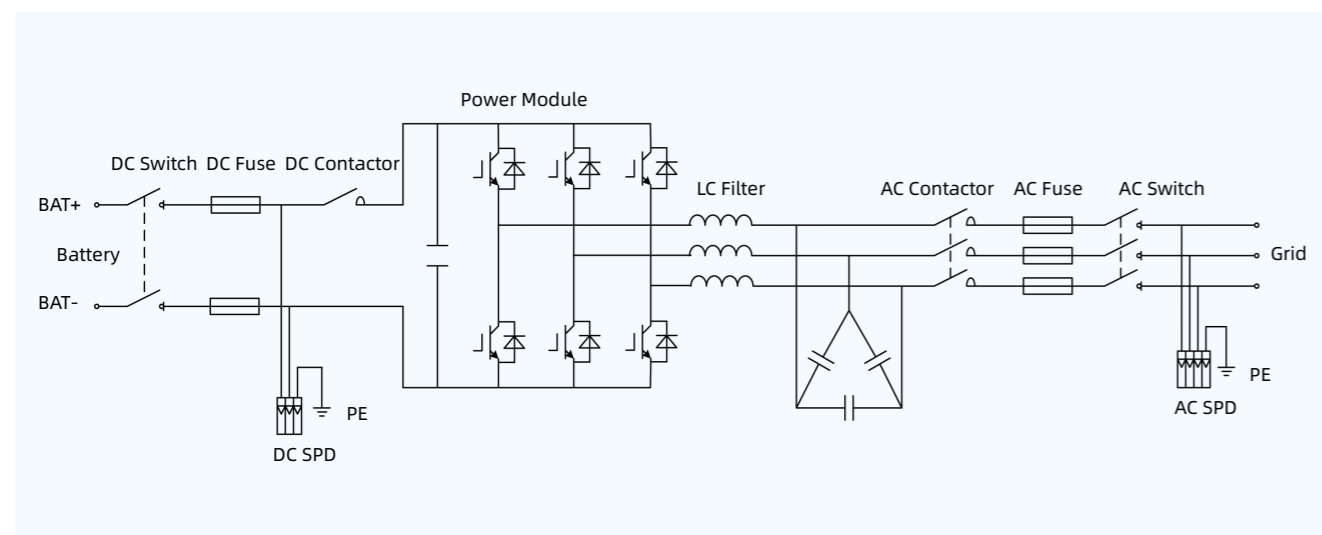 Power Module
DC Switch DC Fuse DC Contactor
LC Filter
AC Contactor AC Fuse AC Switch
BAT+
Battery
Grid
BAT-
PE
PE
AC SPD
DC SPD